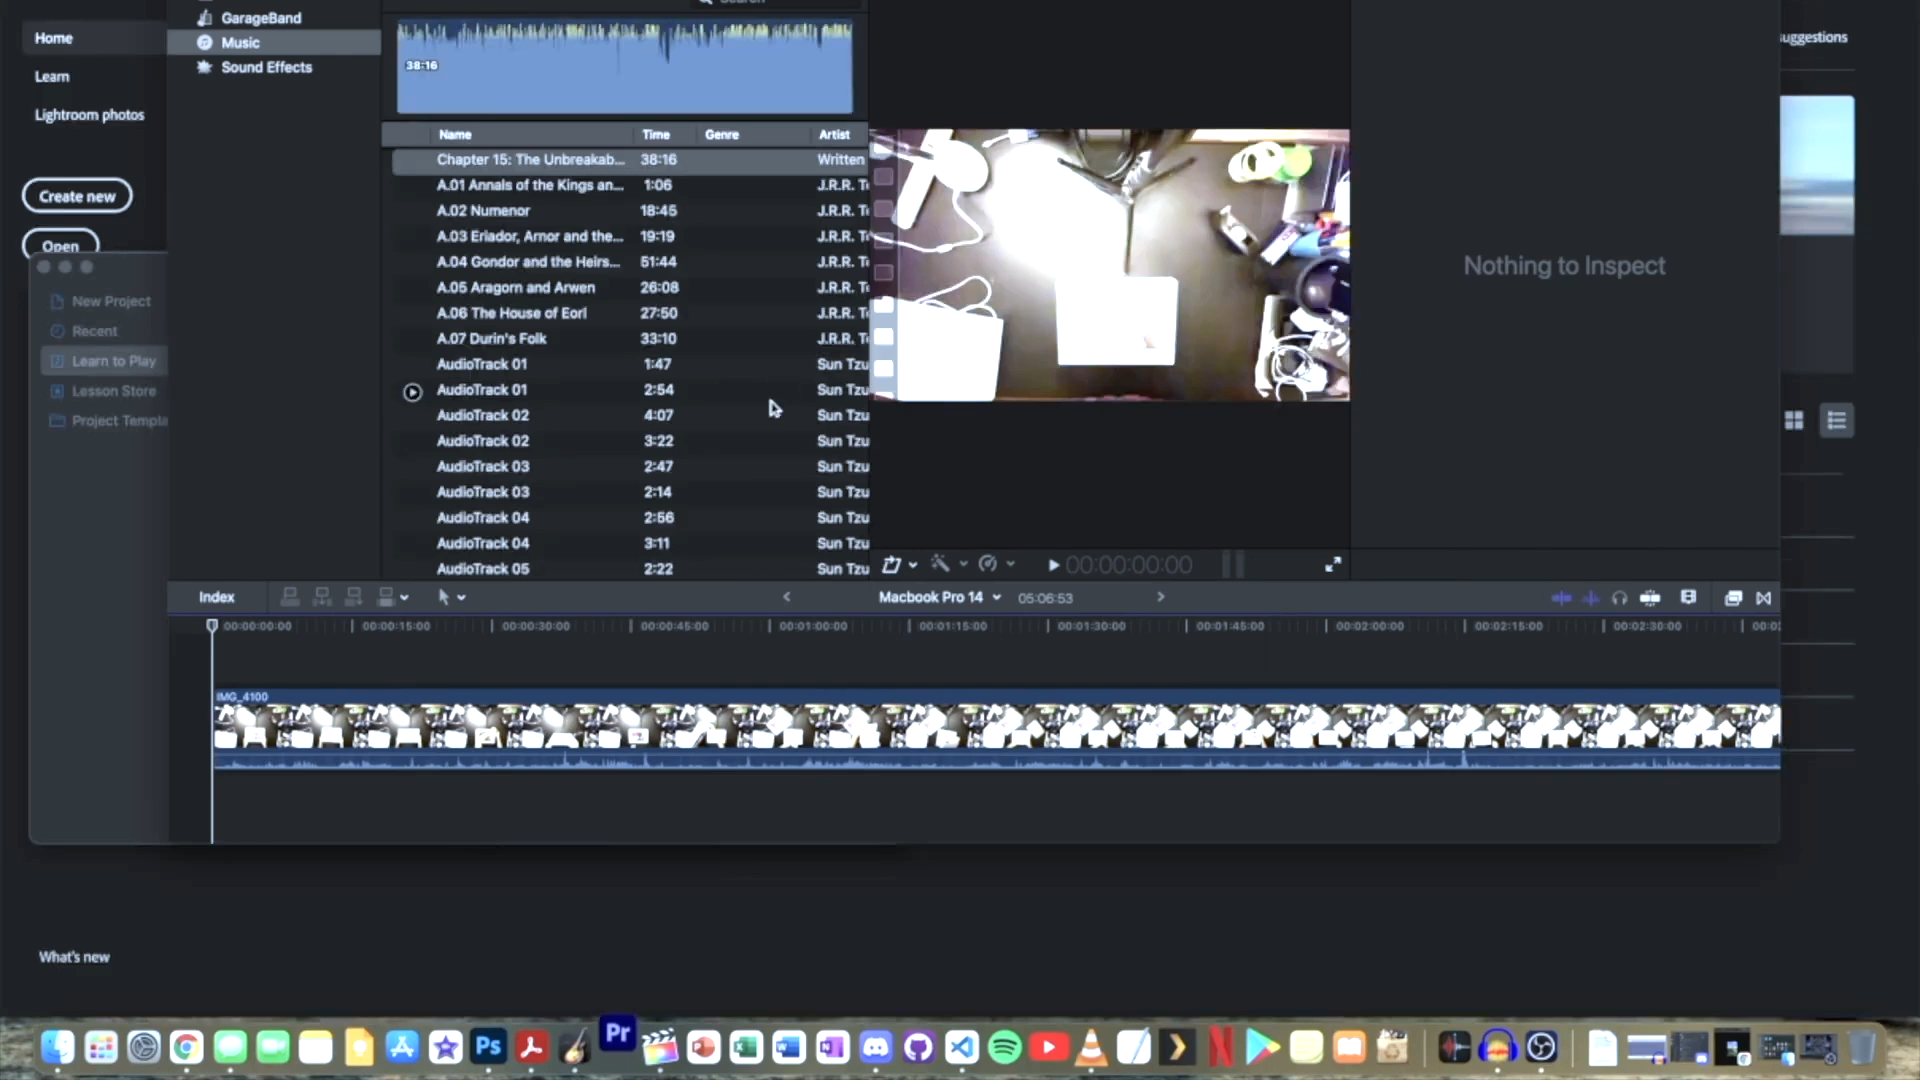 Search
GarageBand
Music
Sound Effects
Home
Learn
Lightroom photos
Create new
Open
suggestions
38:16
Name Time Genre Artist
Chapter 15: The Unbreakab... 38:16 Written
A.01 Annals of the Kings an... 1:06 J.R.R. T
A.02 Numenor 18:45 J.R.R. T
A.03 Eriador, Arnor and the... 19:19 J.R.R. T
A.04 Gondor and the Heirs... 51:44 J.R.R. T
A.05 Aragorn and Arwen 26:08 J.R.R. T
A.06 The House of Eorl 27:50 J.R.R. T
A.07 Durin's Folk 33:10 J.R.R. T
AudioTrack 01 1:47 Sun Tzu
AudioTrack 01 2:54 Sun Tzu
AudioTrack 02 4:07 Sun Tzu
AudioTrack 02 3:22 Sun Tzu
AudioTrack 03 2:47 Sun Tzu
AudioTrack 03 2:14 Sun Tzu
AudioTrack 04 2:56 Sun Tzu
AudioTrack 04 3:11 Sun Tzu
AudioTrack 05 2:22 Sun Tzu
New Project
Recent
Learn to Play
Lesson Store
Project Templa
Nothing to Inspect
00:00:00:00
Index
Macbook Pro 14 05:06:53
00:00:00:00 00:00:15:00 00:00:30:00 00:00:45:00 00:01:00:00 00:01:15:00 00:01:30:00 00:01:45:00 00:02:00:00 00:02:15:00 00:02:30:00 00:0
IMG_4100
What's new
Ps Pr